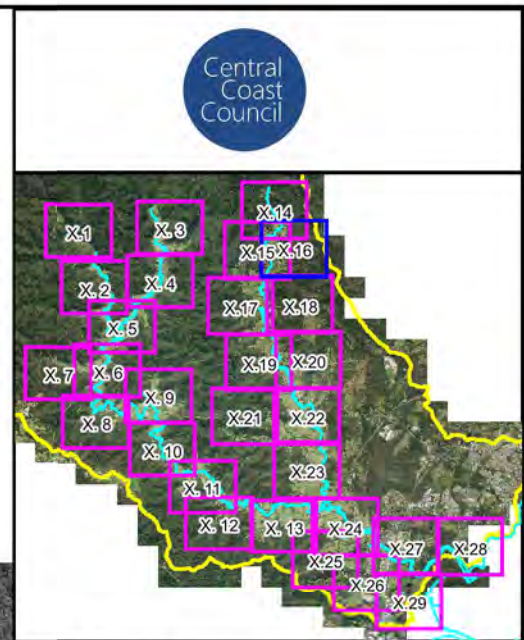 Central
Coast
Council
X.14
X.1
X. 3
X.15
X.16
X. 2
X. 4
X.17
X.18
X. 5
X.19
X.20
X. 7
X. 6
X. 9
X. 8
X.21
X.22
X. 10
X.23
X. 11
X. 12
X. 13
X.24
X.27
X.28
X.25
X.26
X.29